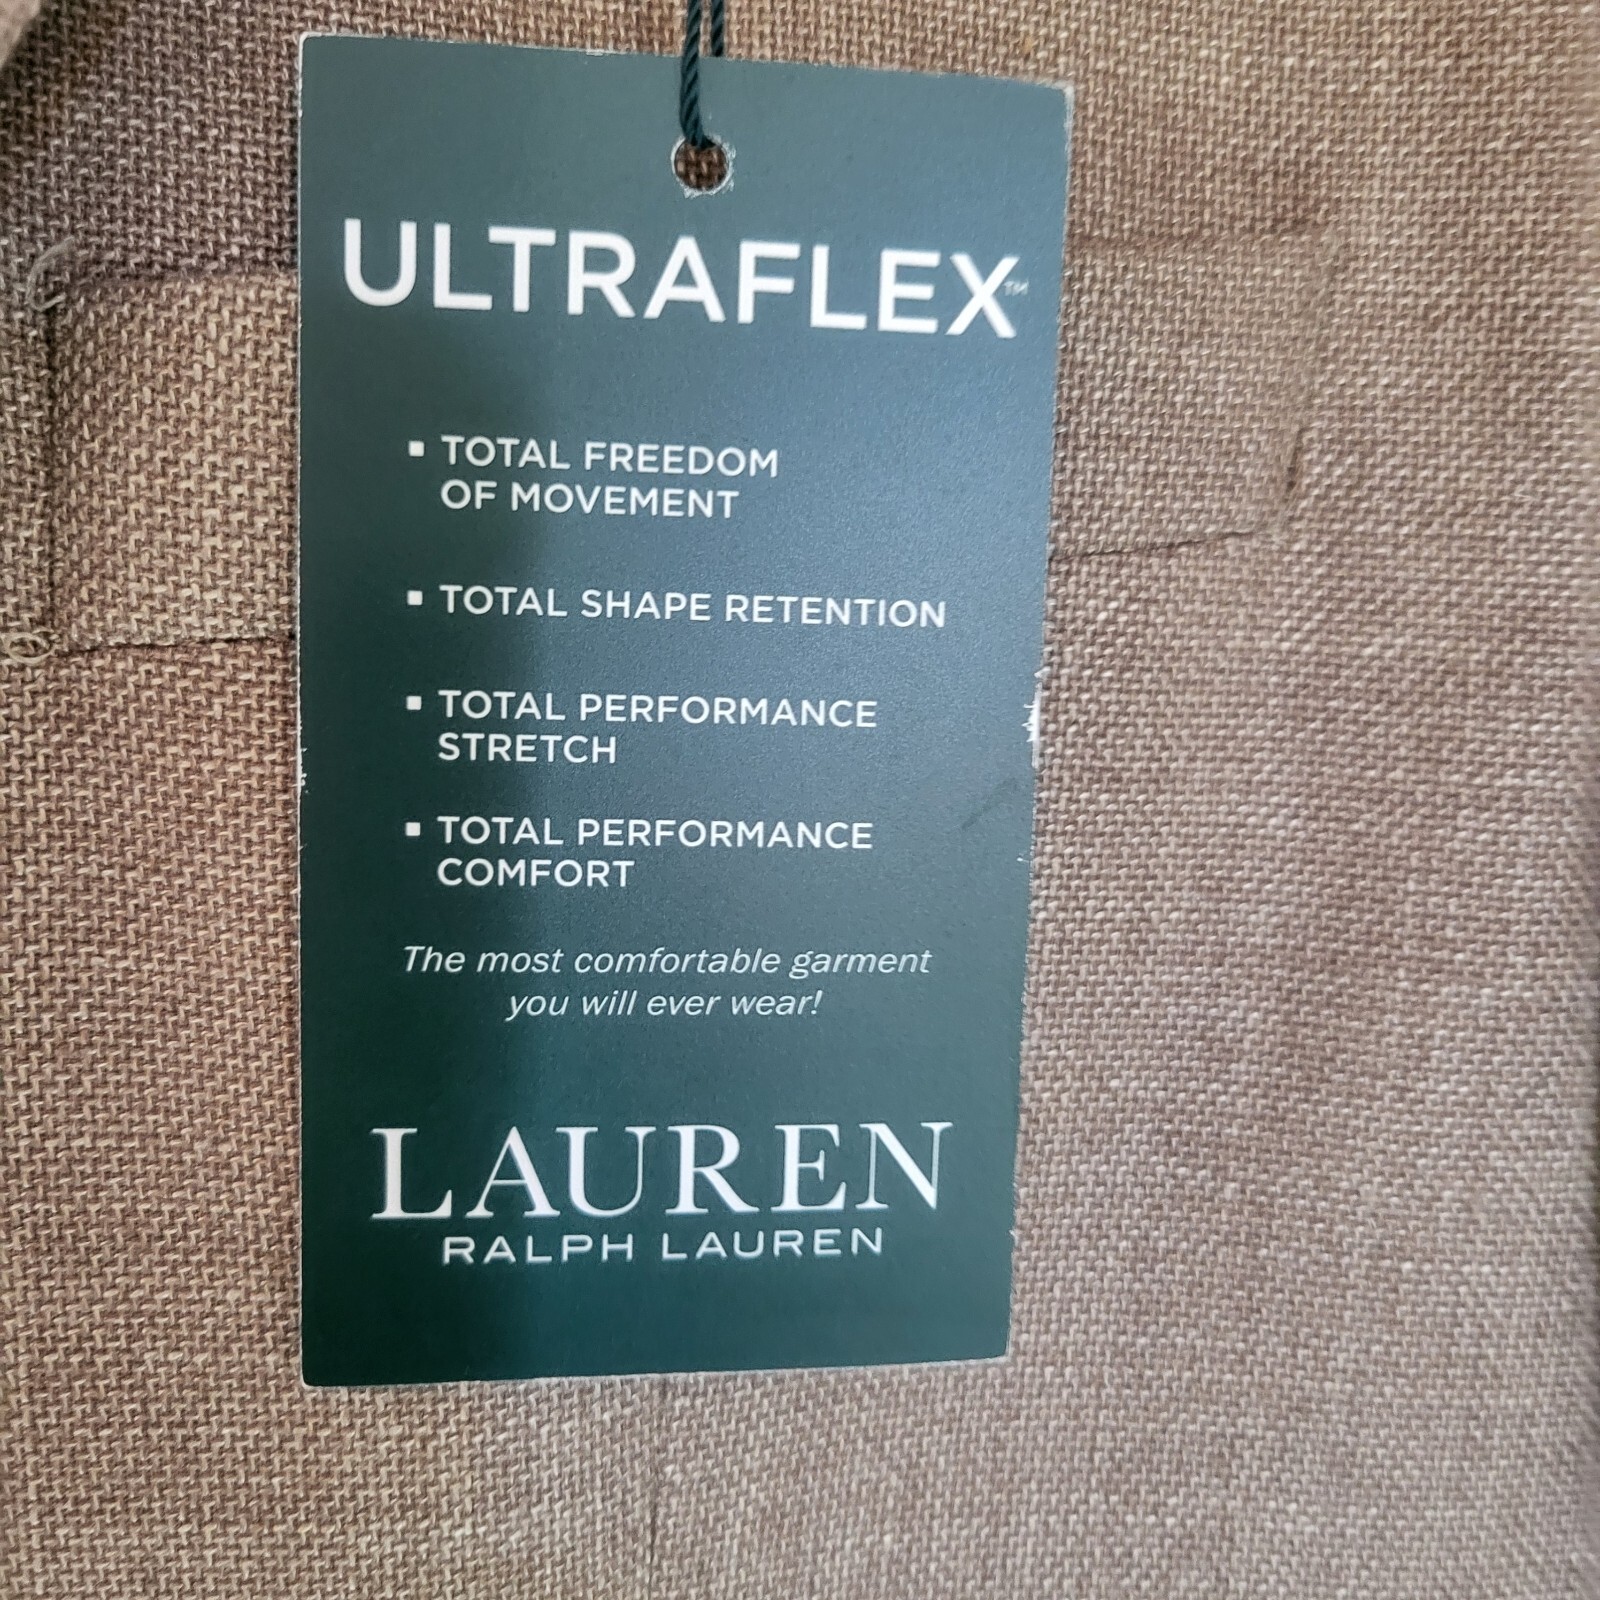 ULTRAFLEX™
▪ TOTAL FREEDOM
OF MOVEMENT
▪ TOTAL SHAPE RETENTION
▪ TOTAL PERFORMANCE
STRETCH
▪ TOTAL PERFORMANCE
COMFORT
The most comfortable garment
you will ever wear!
LAUREN
RALPH LAUREN